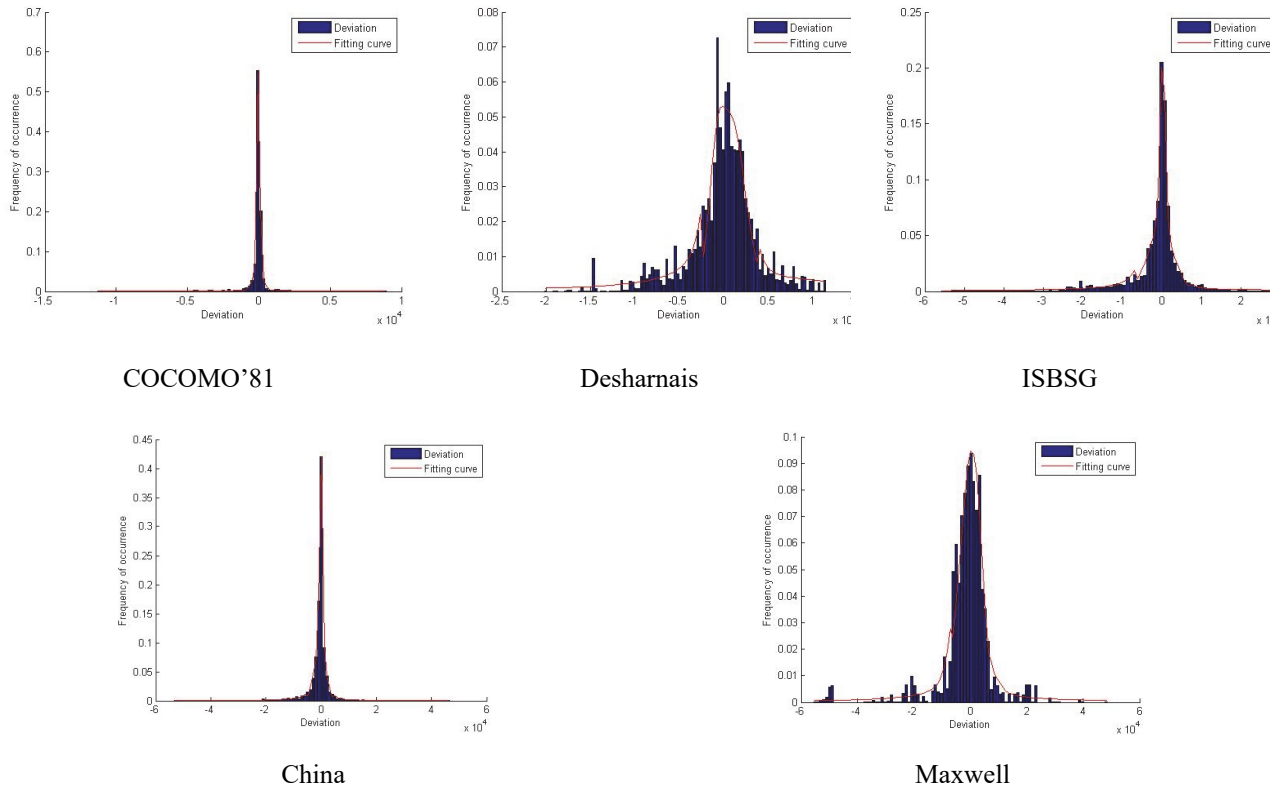 0.7
0.6
0.5
0.4
0.3
0.2
0.1
0
Frequency of occurrence
Deviation
Fitting curve
-1.5 -1 -0.5 0 0.5 1
Deviation
x 10^4
COCOMO’81
0.08
0.07
0.06
0.05
0.04
0.03
0.02
0.01
0
Frequency of occurrence
Deviation
Fitting curve
-2.5 -2 -1.5 -1 -0.5 0 0.5 1
Deviation
Desharnais
0.25
0.2
0.15
0.1
0.05
0
Frequency of occurrence
Deviation
Fitting curve
-6 -5 -4 -3 -2 -1 0 1 2
Deviation
ISBSG
0.45
0.4
0.35
0.3
0.25
0.2
0.15
0.1
0.05
0
Frequency of occurrence
Deviation
Fitting curve
-6 -4 -2 0 2 4 6
Deviation
x 10^4
China
0.1
0.09
0.08
0.07
0.06
0.05
0.04
0.03
0.02
0.01
0
Frequency of occurrence
Deviation
Fitting curve
-6 -4 -2 0 2 4 6
Deviation
x 10^4
Maxwell